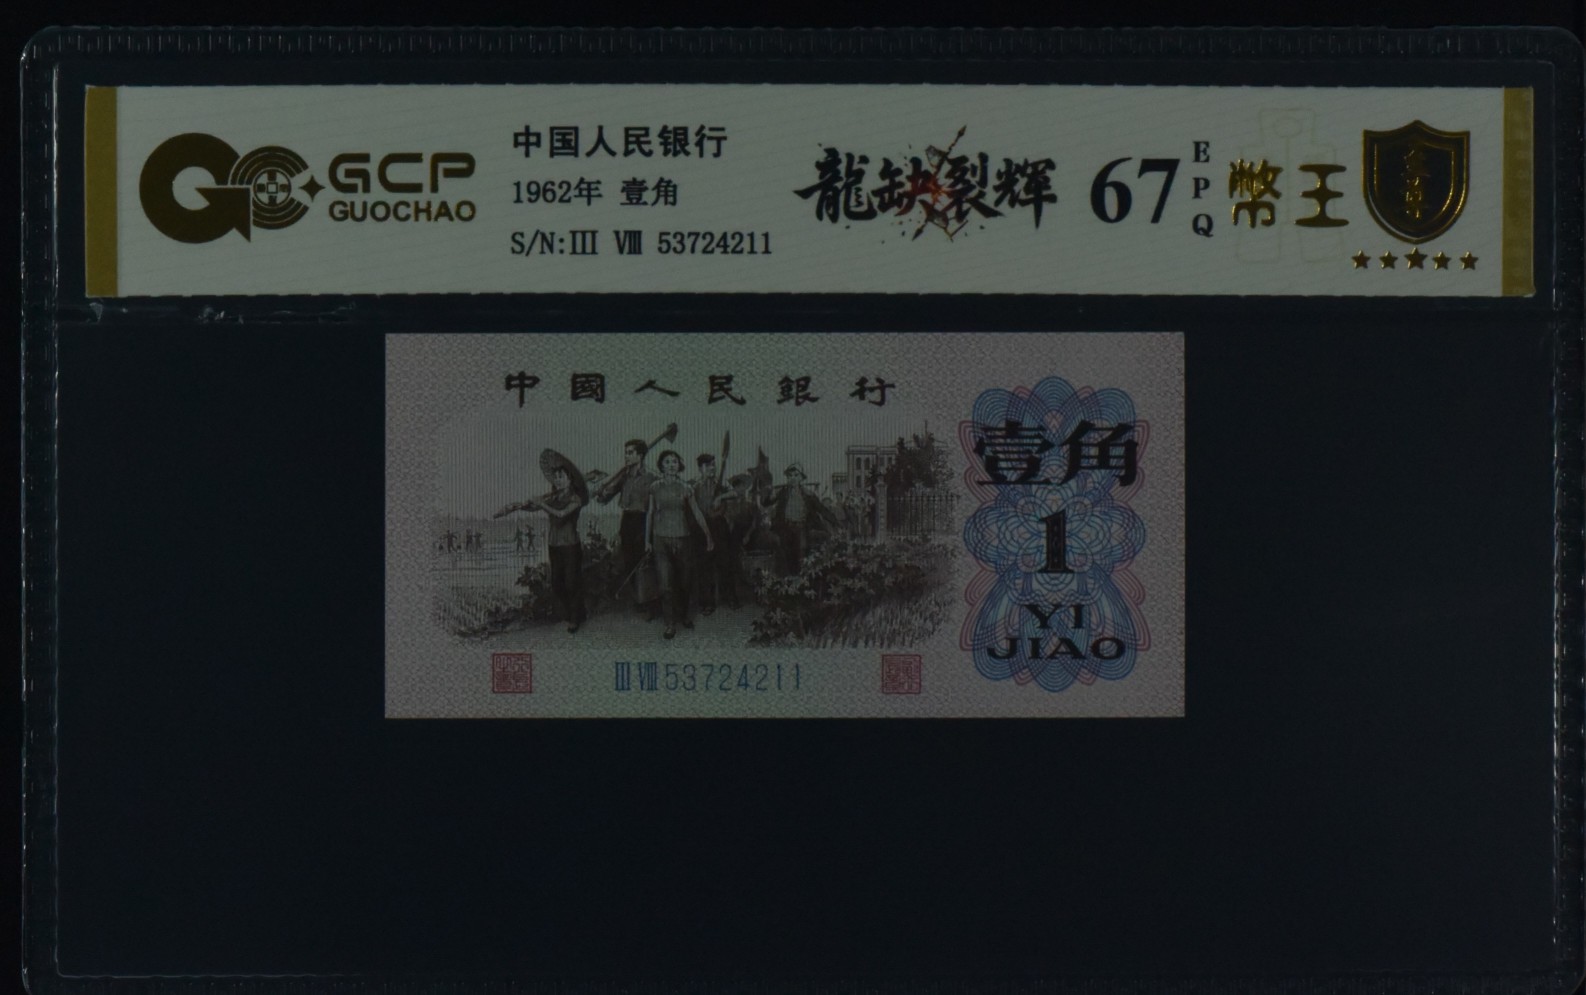 GCP
GUOCHAO
中国人民银行
1962年 壹角
S/N:III VIII 53724211
龍缺裂輝
67
EPQ
幣王
中國人民銀行
壹角
1
YI
JIAO
III VIII 53724211